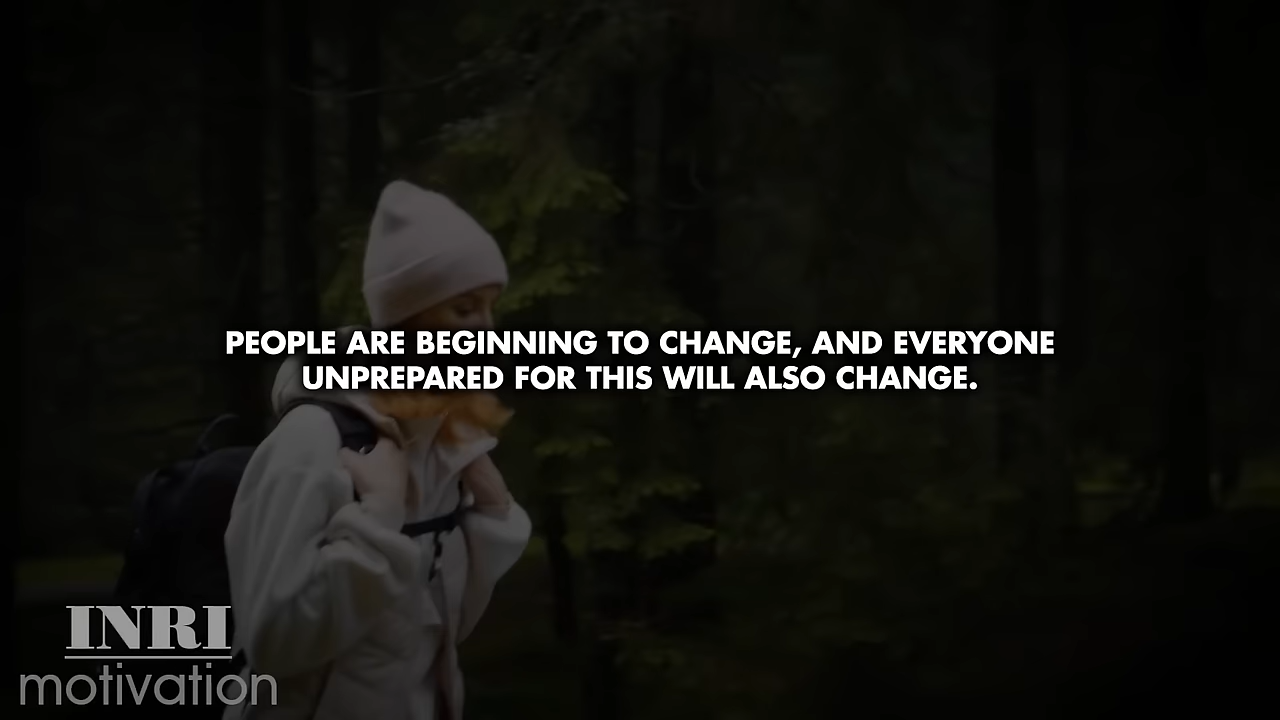 PEOPLE ARE BEGINNING TO CHANGE, AND EVERYONE
UNPREPARED FOR THIS WILL ALSO CHANGE.
INRI
motivation